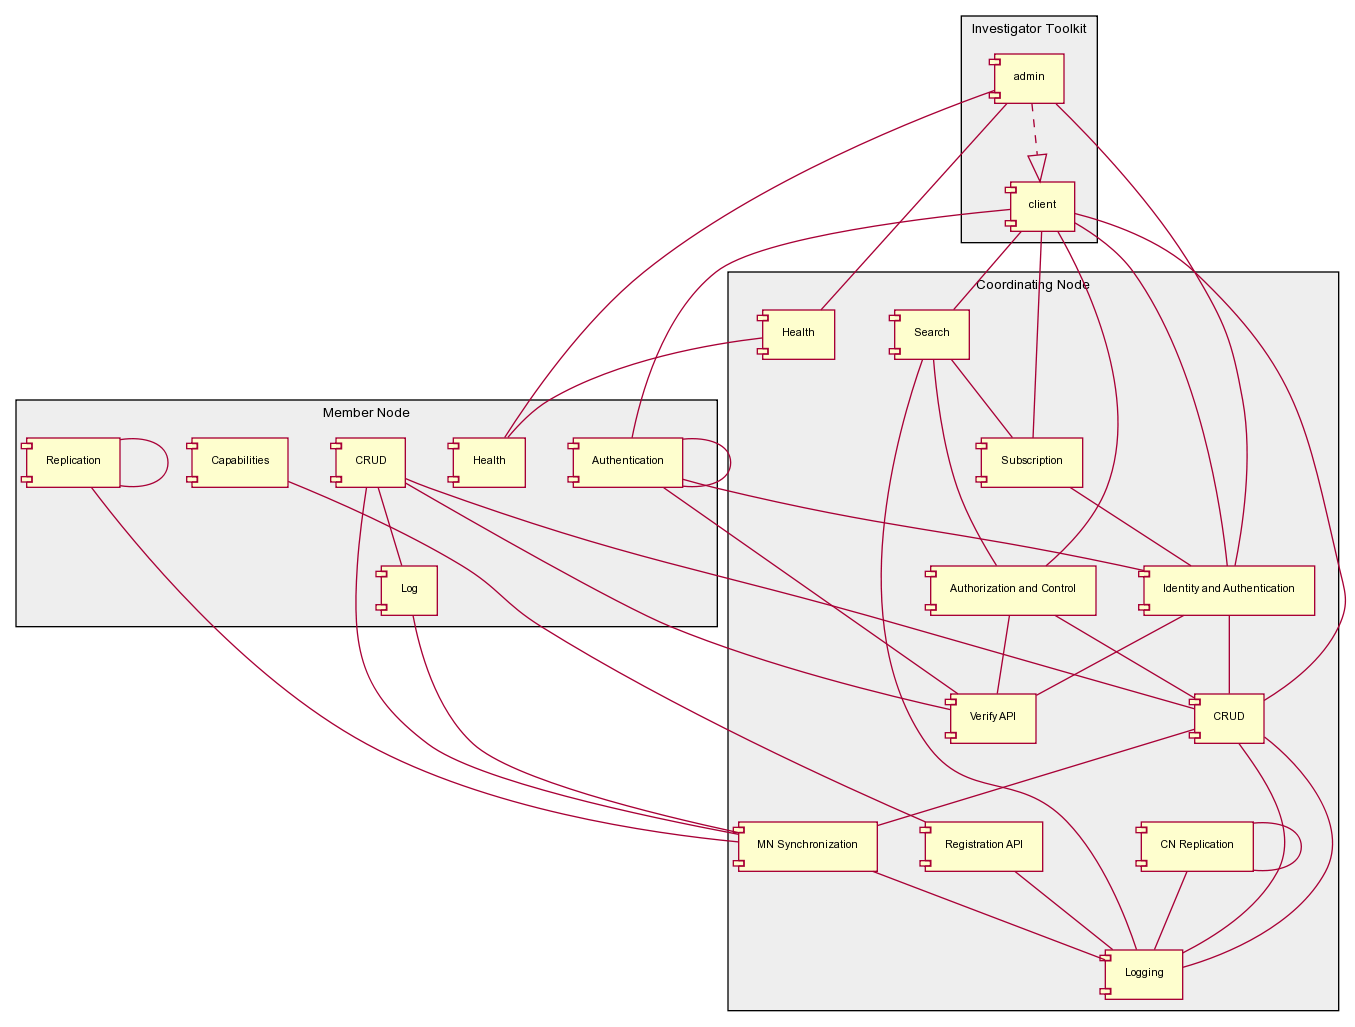 Investigator Toolkit
admin
client
Coordinating Node
Health
Search
Member Node
Replication
Capabilities
CRUD
Health
Authentication
Subscription
Log
Authorization and Control
Identity and Authentication
Verify API
CRUD
MN Synchronization
Registration API
CN Replication
Logging